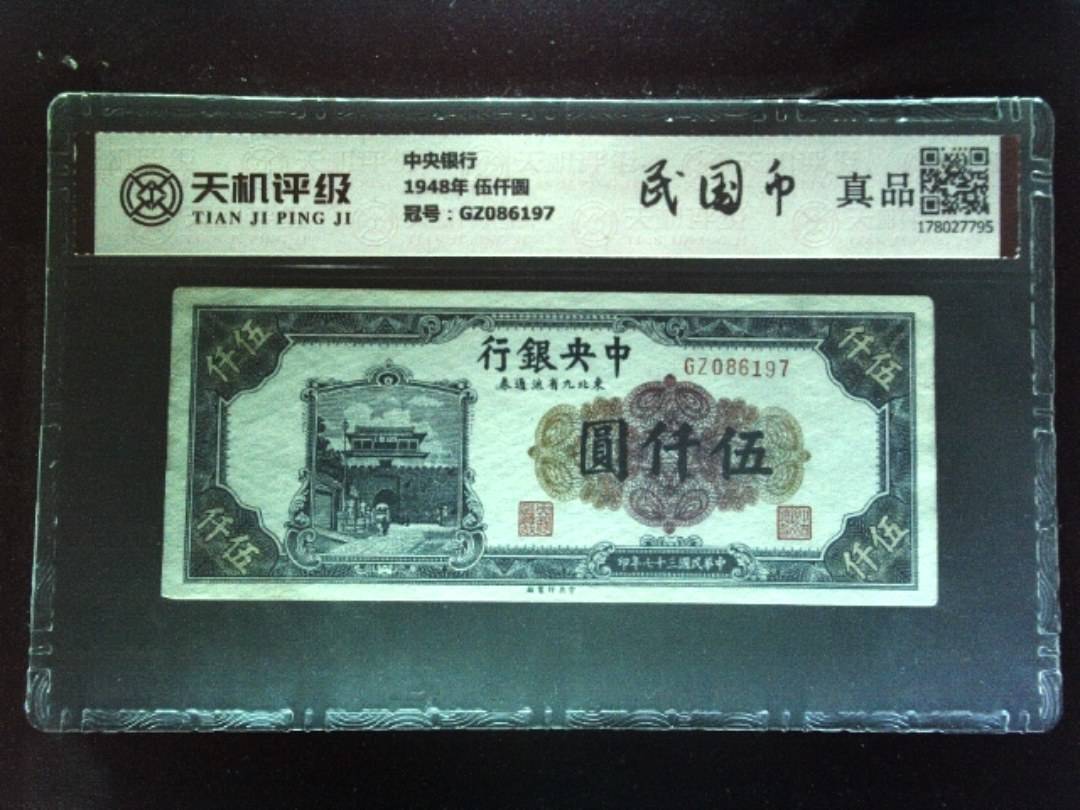 天机评级
TIAN JI PING JI
中央银行
1948年 伍仟圆
冠号：GZ086197
民国币
真品
178027795
仟伍
仟伍
行銀央中
GZ086197
券通流省九北東
圓仟伍
仟伍
仟伍
印年七十三國民華中